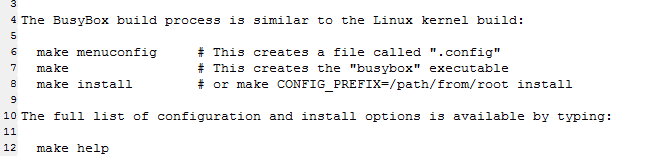 3
4 The BusyBox build process is similar to the Linux kernel build:
5
6   make menuconfig     # This creates a file called ".config"
7   make                # This creates the "busybox" executable
8   make install        # or make CONFIG_PREFIX=/path/from/root install
9
10 The full list of configuration and install options is available by typing:
11
12   make help